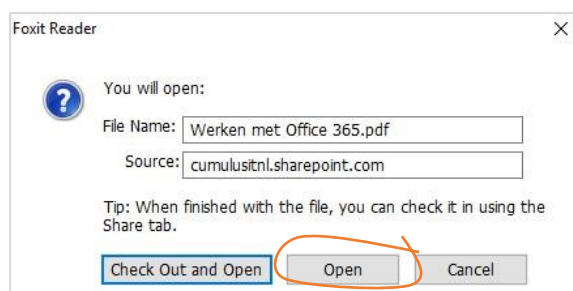 Foxit Reader
You will open:
File Name: Werken met Office 365.pdf
Source: cumulusitnl.sharepoint.com
Tip: When finished with the file, you can check it in using the
Share tab.
Check Out and Open Open Cancel